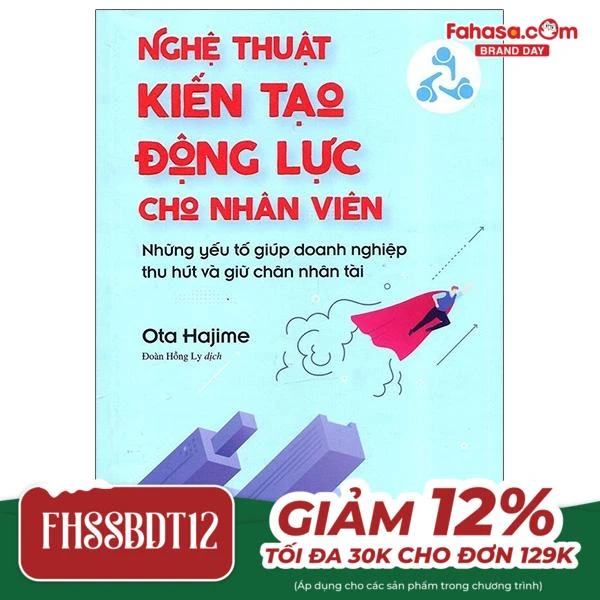 Fahasa.com
BRAND DAY
NGHỆ THUẬT
KIẾN TẠO
ĐỘNG LỰC
CHO NHÂN VIÊN
Những yếu tố giúp doanh nghiệp
thu hút và giữ chân nhân tài
Ota Hajime
Đoàn Hồng Ly dịch
FHSSBDT12
GIẢM 12%
TỐI ĐA 30K CHO ĐƠN 129K
(Áp dụng cho các sản phẩm trong chương trình)